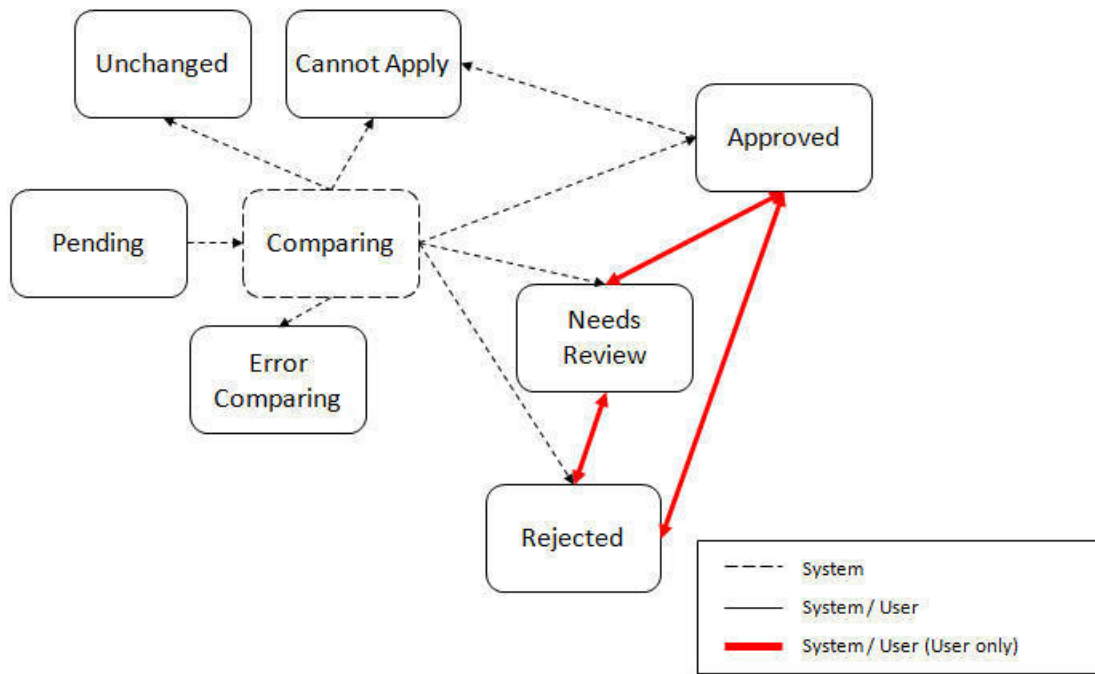 Unchanged
Cannot Apply
Approved
Pending
Comparing
Needs
Review
Error
Comparing
Rejected
System
System / User
System / User (User only)